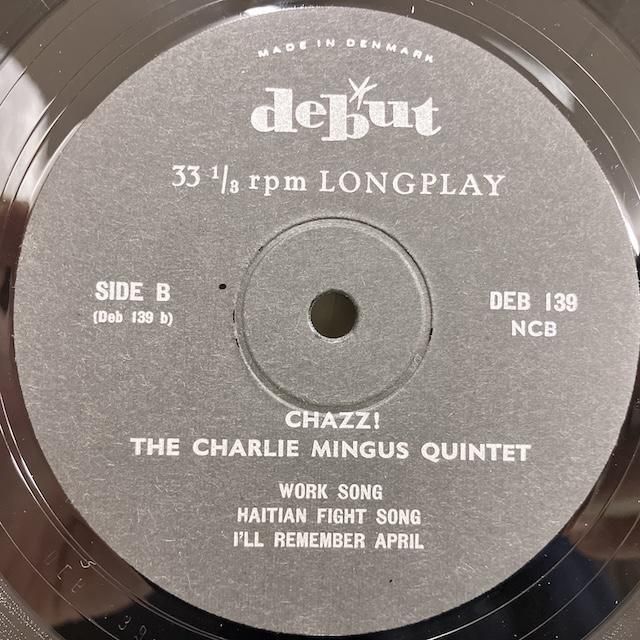 MADE IN DENMARK
debut
33 1/3 rpm LONGPLAY
SIDE B
(Deb 139 b)
DEB 139
NCB
CHAZZ!
THE CHARLIE MINGUS QUINTET
WORK SONG
HAITIAN FIGHT SONG
I'LL REMEMBER APRIL